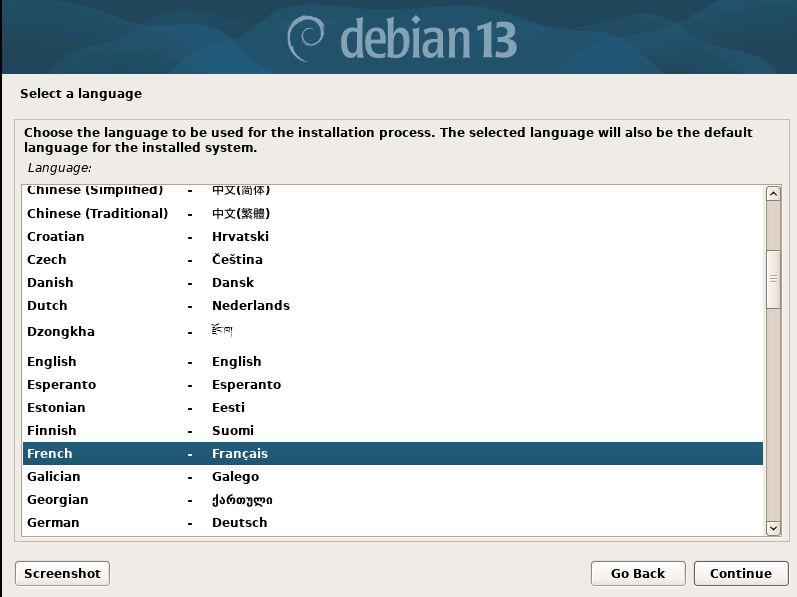 debian 13
Select a language
Choose the language to be used for the installation process. The selected language will also be the default
language for the installed system.
Language:
Chinese (Simplified) - 中文(简体)
Chinese (Traditional) - 中文(繁體)
Croatian - Hrvatski
Czech - Čeština
Danish - Dansk
Dutch - Nederlands
Dzongkha - རྫོང་ཁ།
English - English
Esperanto - Esperanto
Estonian - Eesti
Finnish - Suomi
French - Français
Galician - Galego
Georgian - ქართული
German - Deutsch
Screenshot Go Back Continue